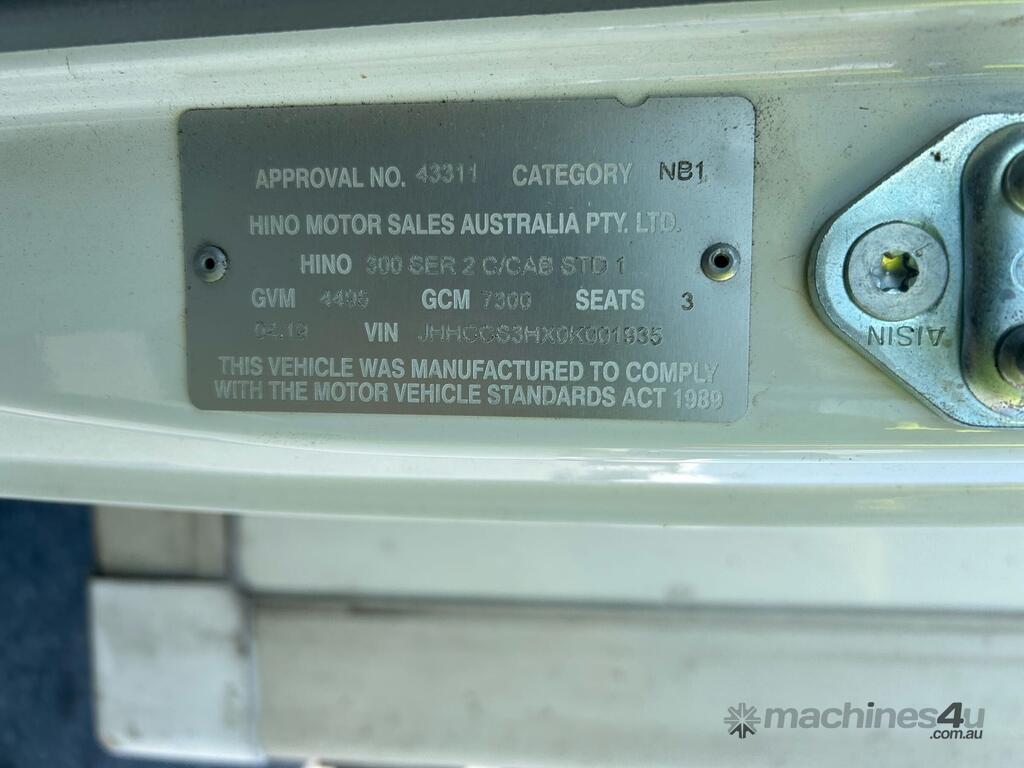 APPROVAL NO. 43311 CATEGORY NB1
HINO MOTOR SALES AUSTRALIA PTY. LTD.
HINO 300 SER 2 C/CAB STD 1
GVM 4495 GCM 7300 SEATS 3
04.19 VIN JHHCCS3HX0K001935
THIS VEHICLE WAS MANUFACTURED TO COMPLY
WITH THE MOTOR VEHICLE STANDARDS ACT 1989
AISIN
machines4u
.com.au